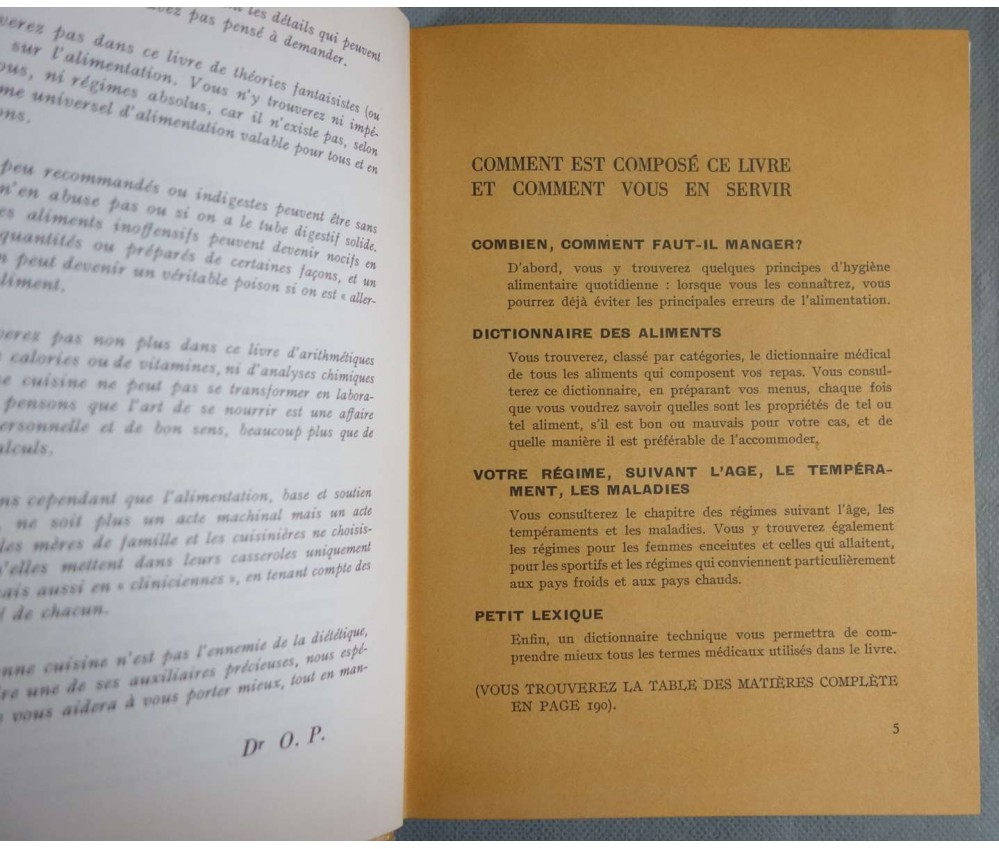 les détails qui peuvent
avez pas pensé à demander.
verez pas dans ce livre de théories fantaisistes (ou
sur l'alimentation. Vous n'y trouverez ni impé-
ous, ni régimes absolus, car il n'existe pas, selon
me universel d'alimentation valable pour tous et en
ons.
peu recommandés ou indigestes peuvent être sans
n'en abuse pas ou si on a le tube digestif solide.
es aliments inoffensifs peuvent devenir nocifs en
quantités ou préparés de certaines façons, et un
n peut devenir un véritable poison si on est « aller-
liment.
verez pas non plus dans ce livre d'arithmétiques
calories ou de vitamines, ni d'analyses chimiques
ne cuisine ne peut pas se transformer en labora-
pensons que l'art de se nourrir est une affaire
ersonnelle et de bon sens, beaucoup plus que de
alculs.
ns cependant que l'alimentation, base et soutien
ne soit plus un acte machinal mais un acte
les mères de famille et les cuisinières ne choisis-
'elles mettent dans leurs casseroles uniquement
mais aussi en « cliniciennes », en tenant compte des
t de chacun.
onne cuisine n'est pas l'ennemie de la diététique,
re une de ses auxiliaires précieuses, nous espé-
vous aidera à vous porter mieux, tout en man-
Dr O. P.
COMMENT EST COMPOSÉ CE LIVRE
ET COMMENT VOUS EN SERVIR
COMBIEN, COMMENT FAUT-IL MANGER?
D'abord, vous y trouverez quelques principes d'hygiène
alimentaire quotidienne : lorsque vous les connaîtrez, vous
pourrez déjà éviter les principales erreurs de l'alimentation.
DICTIONNAIRE DES ALIMENTS
Vous trouverez, classé par catégories, le dictionnaire médical
de tous les aliments qui composent vos repas. Vous consul-
terez ce dictionnaire, en préparant vos menus, chaque fois
que vous voudrez savoir quelles sont les propriétés de tel ou
tel aliment, s'il est bon ou mauvais pour votre cas, et de
quelle manière il est préférable de l'accommoder.
VOTRE RÉGIME, SUIVANT L'AGE, LE TEMPÉRA-
MENT, LES MALADIES
Vous consulterez le chapitre des régimes suivant l'âge, les
tempéraments et les maladies. Vous y trouverez également
les régimes pour les femmes enceintes et celles qui allaitent,
pour les sportifs et les régimes qui conviennent particulièrement
aux pays froids et aux pays chauds.
PETIT LEXIQUE
Enfin, un dictionnaire technique vous permettra de com-
prendre mieux tous les termes médicaux utilisés dans le livre.
(VOUS TROUVEREZ LA TABLE DES MATIÈRES COMPLÈTE
EN PAGE 190).
5